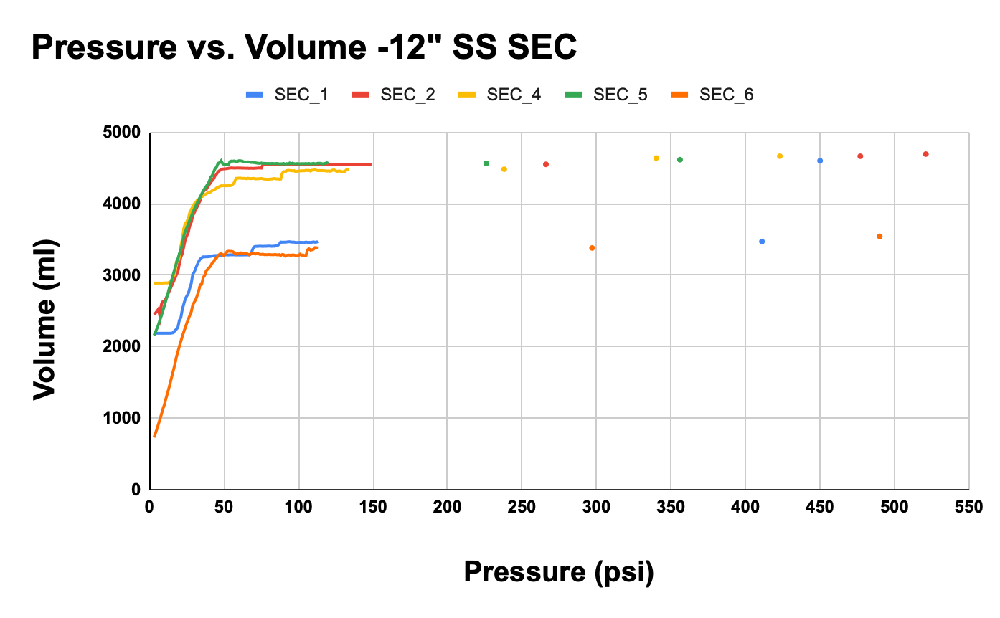 Pressure vs. Volume -12" SS SEC
SEC_1 SEC_2 SEC_4 SEC_5 SEC_6
5000
4000
3000
2000
1000
0
Volume (ml)
0 50 100 150 200 250 300 350 400 450 500 550
Pressure (psi)